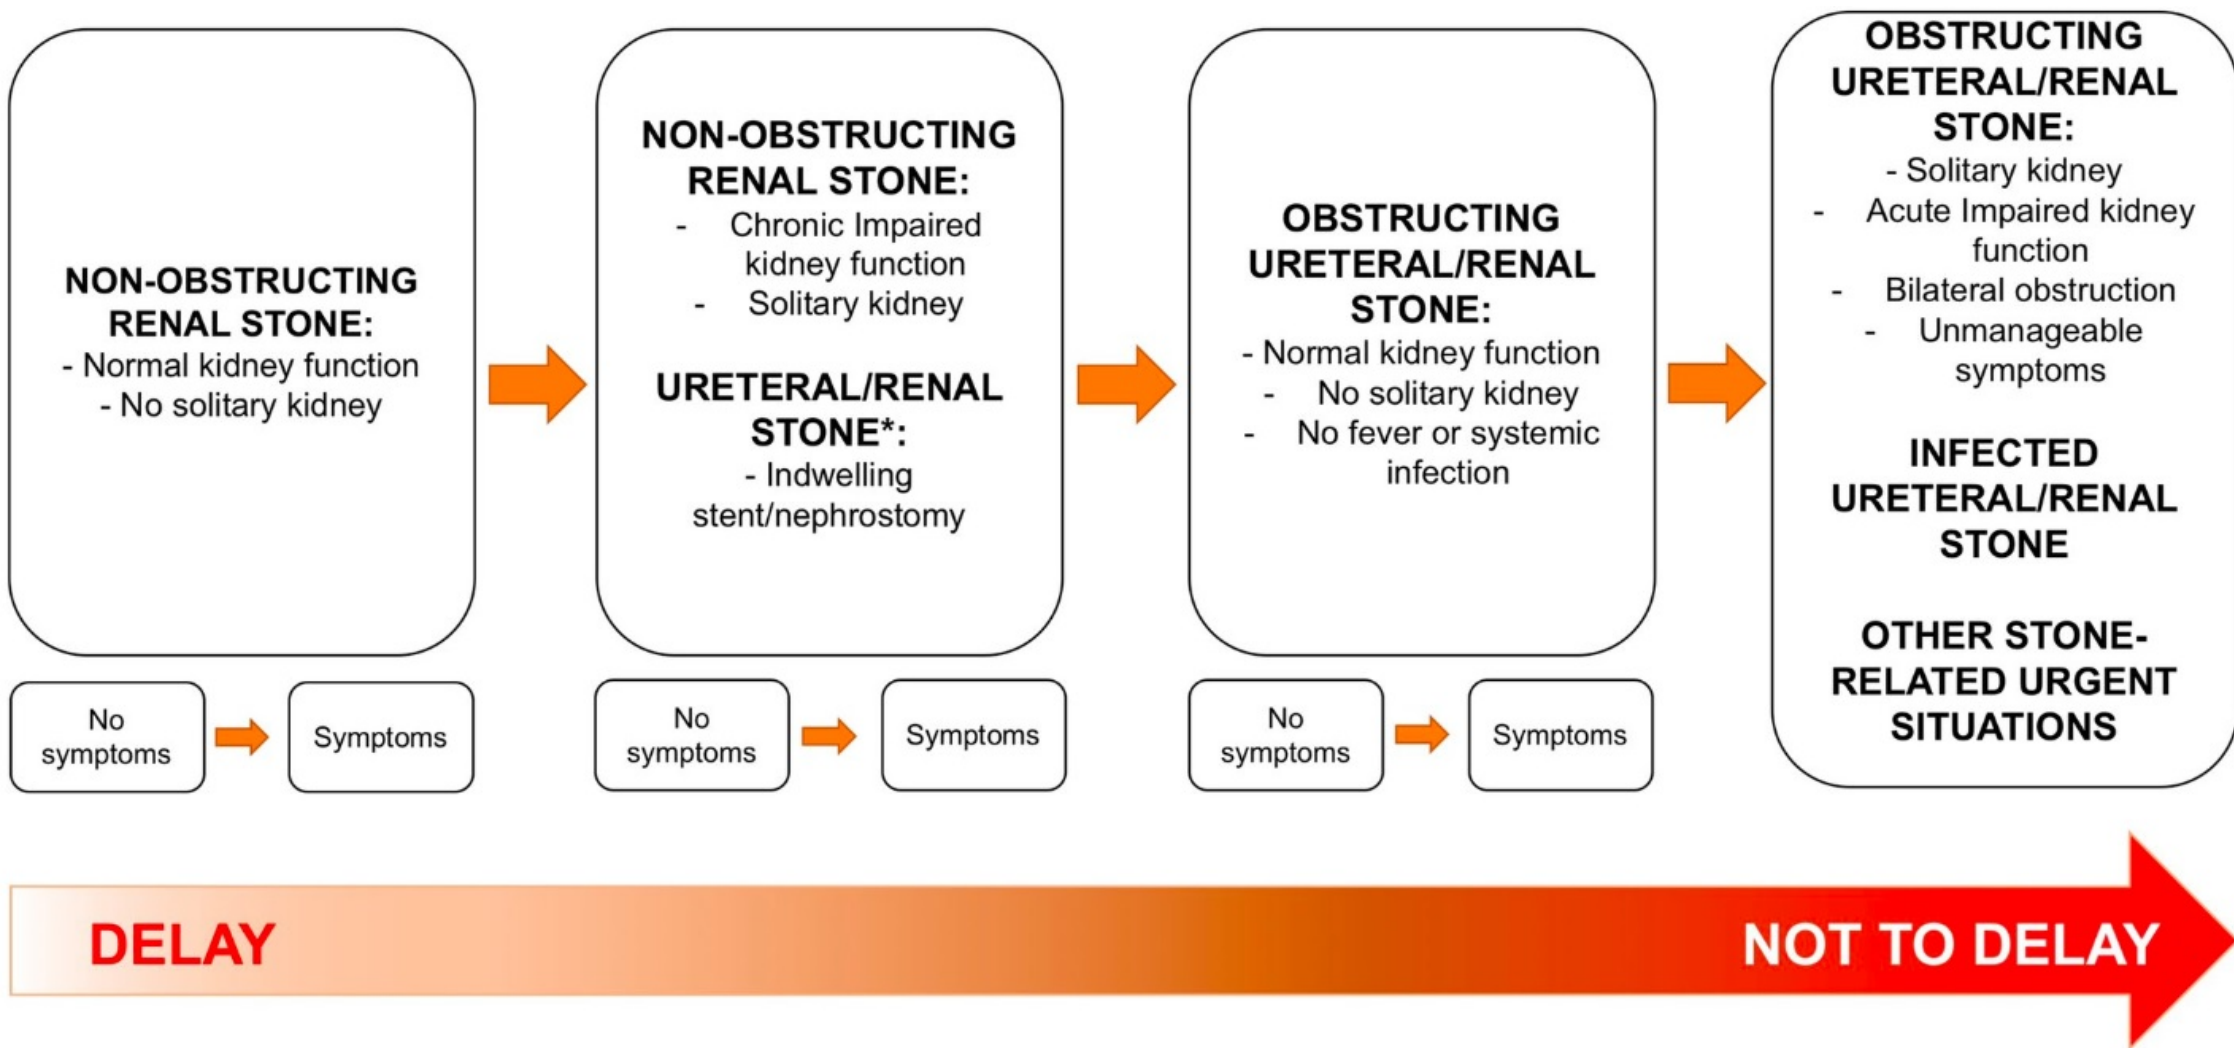 NON-OBSTRUCTING
RENAL STONE:
- Normal kidney function
- No solitary kidney
No
symptoms
Symptoms
NON-OBSTRUCTING
RENAL STONE:
- Chronic Impaired
kidney function
- Solitary kidney
URETERAL/RENAL
STONE*:
- Indwelling
stent/nephrostomy
No
symptoms
Symptoms
OBSTRUCTING
URETERAL/RENAL
STONE:
- Normal kidney function
- No solitary kidney
- No fever or systemic
infection
No
symptoms
Symptoms
OBSTRUCTING
URETERAL/RENAL
STONE:
- Solitary kidney
- Acute Impaired kidney
function
- Bilateral obstruction
- Unmanageable
symptoms
INFECTED
URETERAL/RENAL
STONE
OTHER STONE-
RELATED URGENT
SITUATIONS
DELAY
NOT TO DELAY